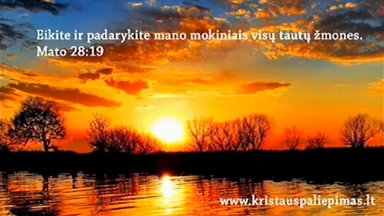 Eikite ir padarykite mano mokiniais visų tautų žmones.
Mato 28:19
www.kristauspaliepimas.lt